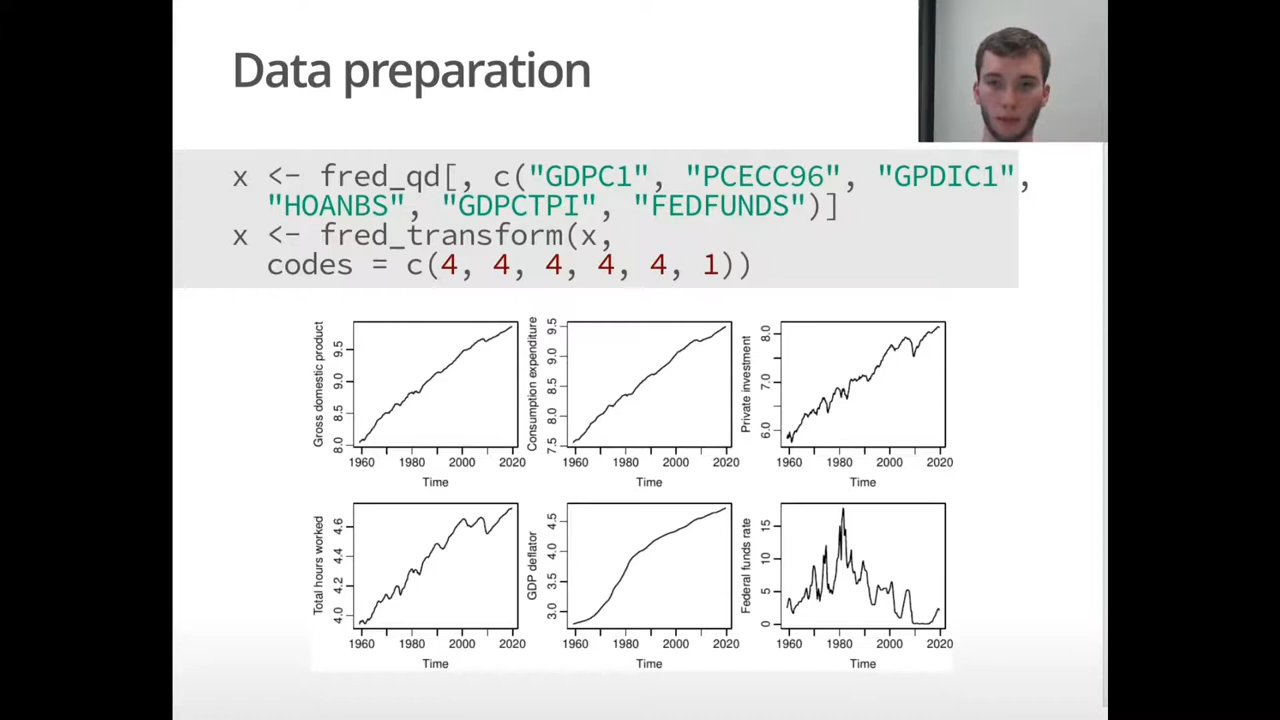 Data preparation
x <- fred_qd[, c("GDPC1", "PCECC96", "GPDIC1",
"HOANBS", "GDPCTPI", "FEDFUNDS")]
x <- fred_transform(x,
codes = c(4, 4, 4, 4, 4, 1))
Gross domestic product
8.0 8.5 9.0 9.5
1960 1980 2000 2020
Time
Consumption expenditure
7.5 8.0 8.5 9.0 9.5
1960 1980 2000 2020
Time
Private investment
6.0 7.0 8.0
1960 1980 2000 2020
Time
Total hours worked
4.0 4.2 4.4 4.6
1960 1980 2000 2020
Time
GDP deflator
3.0 3.5 4.0 4.5
1960 1980 2000 2020
Time
Federal funds rate
0 5 10 15
1960 1980 2000 2020
Time